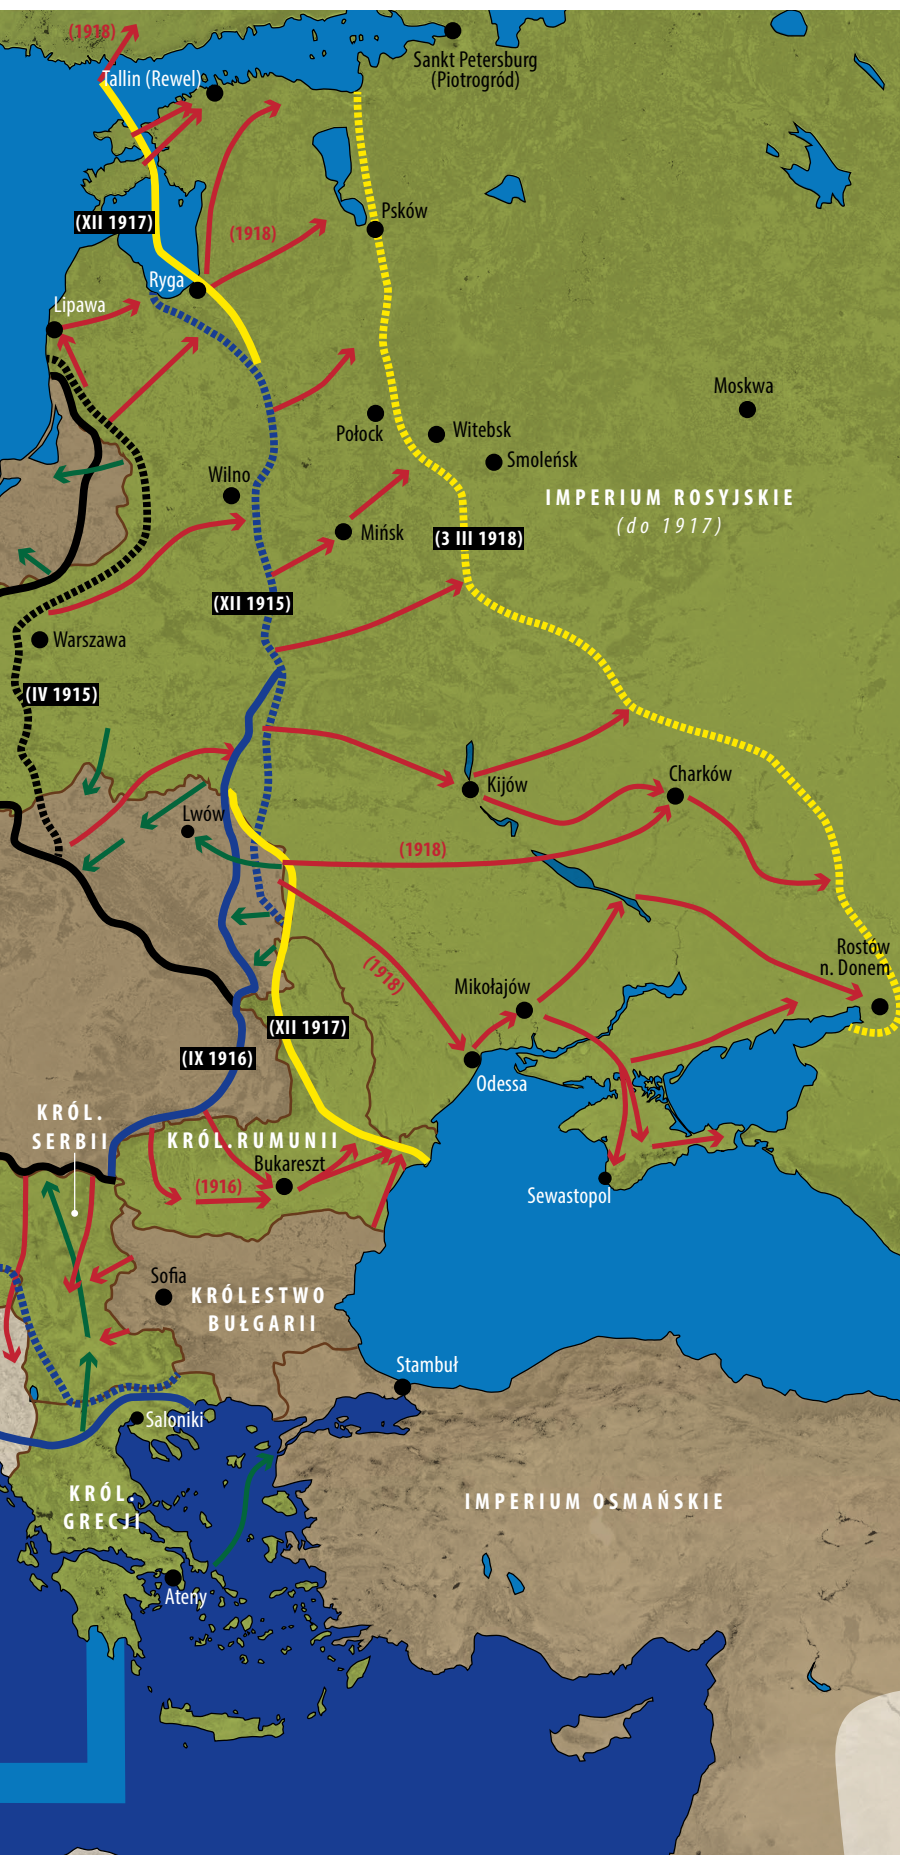 (1918)
Sankt Petersburg
(Piotrogród)
Tallin (Rewel)
Psków
(XII 1917)
(1918)
Ryga
Lipawa
Moskwa
Połock
Witebsk
Smoleńsk
Wilno
IMPERIUM ROSYJSKIE
(do 1917)
Mińsk
(3 III 1918)
(XII 1915)
Warszawa
(IV 1915)
Kijów
Charków
Lwów
(1918)
Rostów
n. Donem
(1918)
Mikołajów
(XII 1917)
(IX 1916)
Odessa
KRÓL.
SERBII
KRÓL. RUMUNII
Bukareszt
(1916)
Sewastopol
Sofia
KRÓLESTWO
BUŁGARII
Stambuł
Saloniki
KRÓL.
GRECJI
IMPERIUM OSMAŃSKIE
Ateny